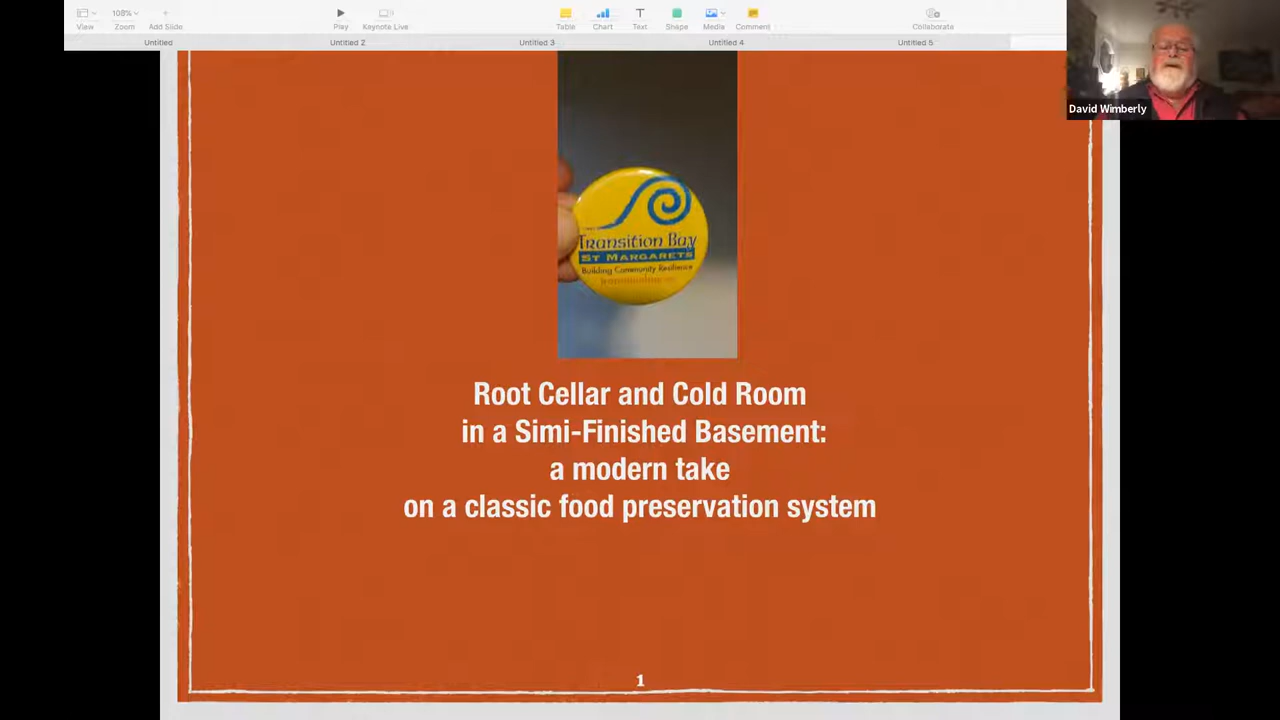 108%
View
Zoom
Add Slide
Play
Keynote Live
Table
Chart
Text
Shape
Media
Comment
Collaborate
Untitled
Untitled 2
Untitled 3
Untitled 4
Untitled 5
David Wimberly
Transition Bay
ST MARGARETS
Building Community Resilience
Root Cellar and Cold Room
in a Simi-Finished Basement:
a modern take
on a classic food preservation system
1